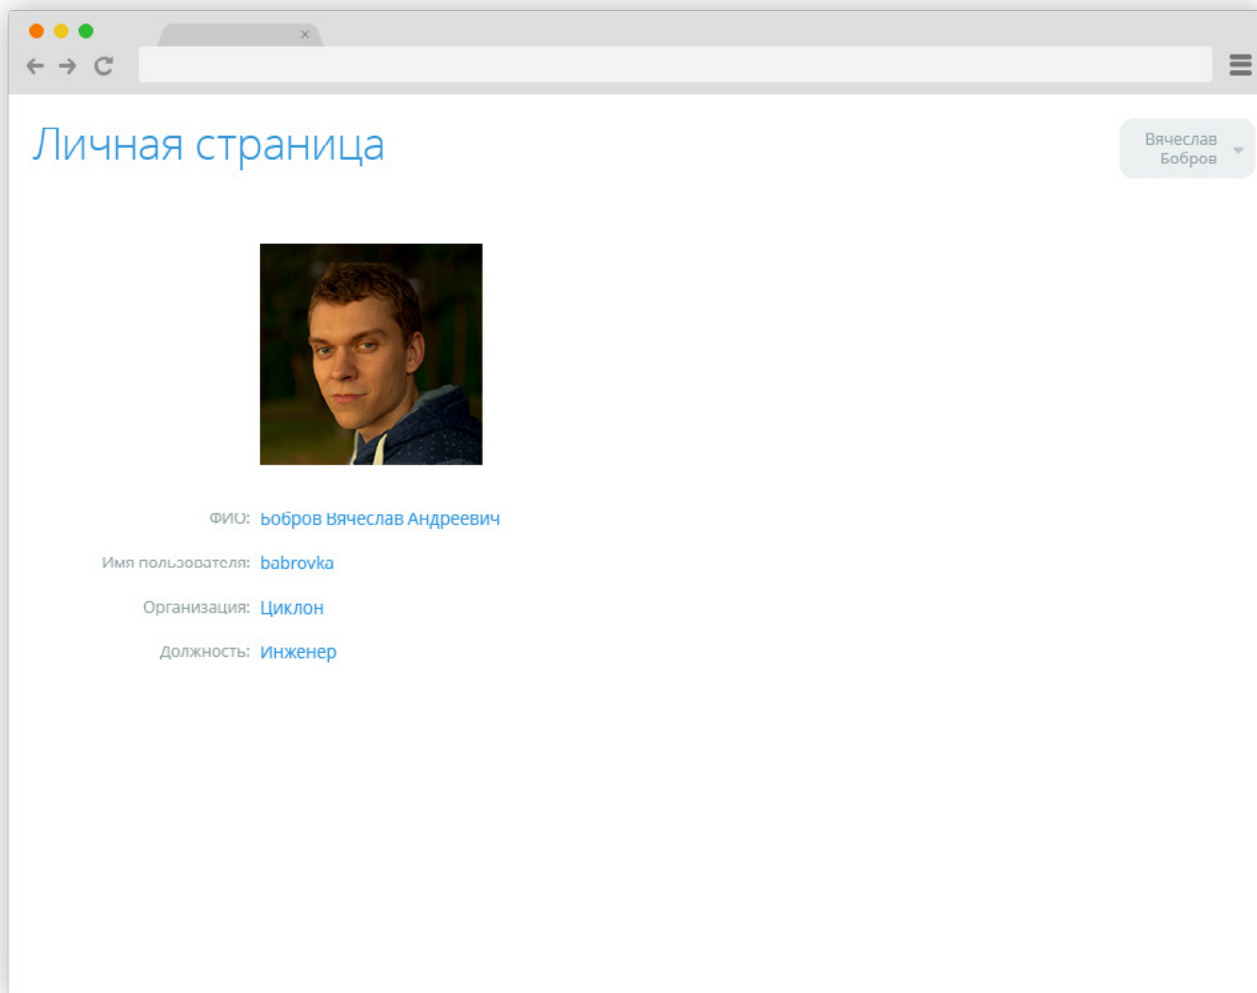 Личная страница
Вячеслав
Бобров
ФИО: Бобров Вячеслав Андреевич
Имя пользователя: babrovka
Организация: Циклон
Должность: Инженер